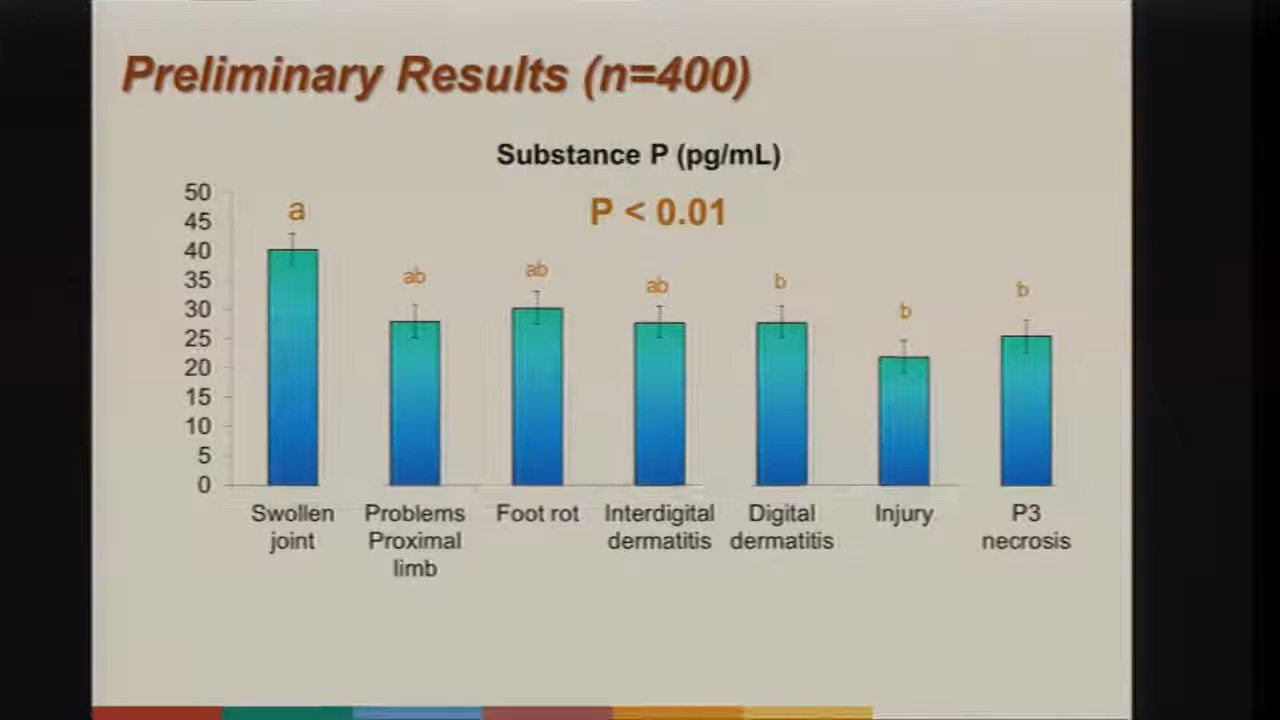 Preliminary Results (n=400)
Substance P (pg/mL)
P < 0.01
50
45
40
35
30
25
20
15
10
5
0
a
ab
ab
ab
b
b
b
Swollen joint
Problems Proximal limb
Foot rot
Interdigital dermatitis
Digital dermatitis
Injury
P3 necrosis